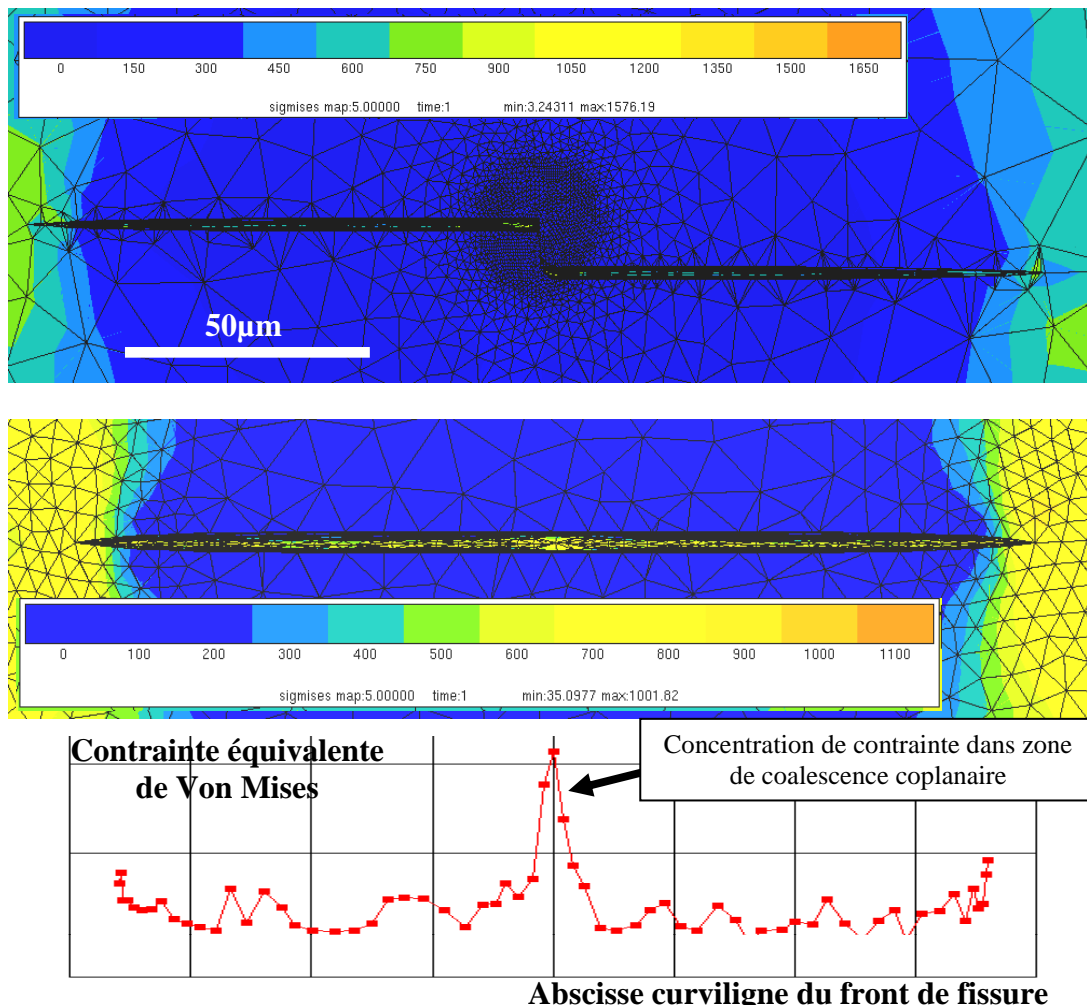 0 150 300 450 600 750 900 1050 1200 1350 1500 1650
sigmises map:5.00000 time:1 min:3.24311 max:1576.19
50µm
0 100 200 300 400 500 600 700 800 900 1000 1100
sigmises map:5.00000 time:1 min:35.0977 max:1001.82
Contrainte équivalente
de Von Mises
Concentration de contrainte dans zone
de coalescence coplanaire
Abscisse curviligne du front de fissure